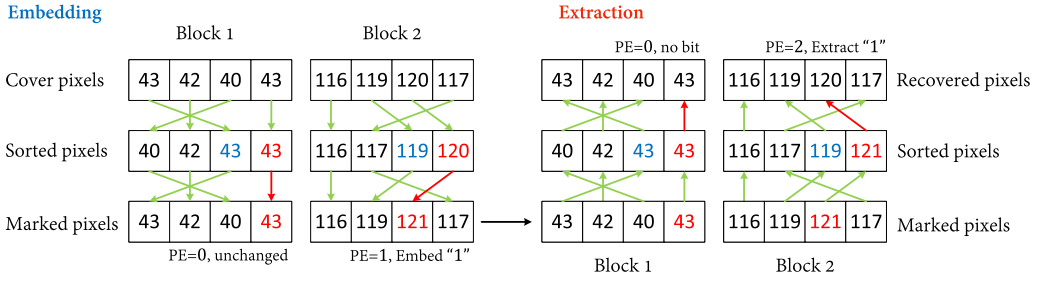 Embedding
Extraction
Block 1
Block 2
PE=0, no bit
PE=2, Extract “1”
Cover pixels
43 42 40 43
116 119 120 117
43 42 40 43
116 119 120 117
Recovered pixels
Sorted pixels
40 42 43 43
116 117 119 120
40 42 43 43
116 117 119 121
Sorted pixels
Marked pixels
43 42 40 43
116 119 121 117
43 42 40 43
116 119 121 117
Marked pixels
PE=0, unchanged
PE=1, Embed “1”
Block 1
Block 2